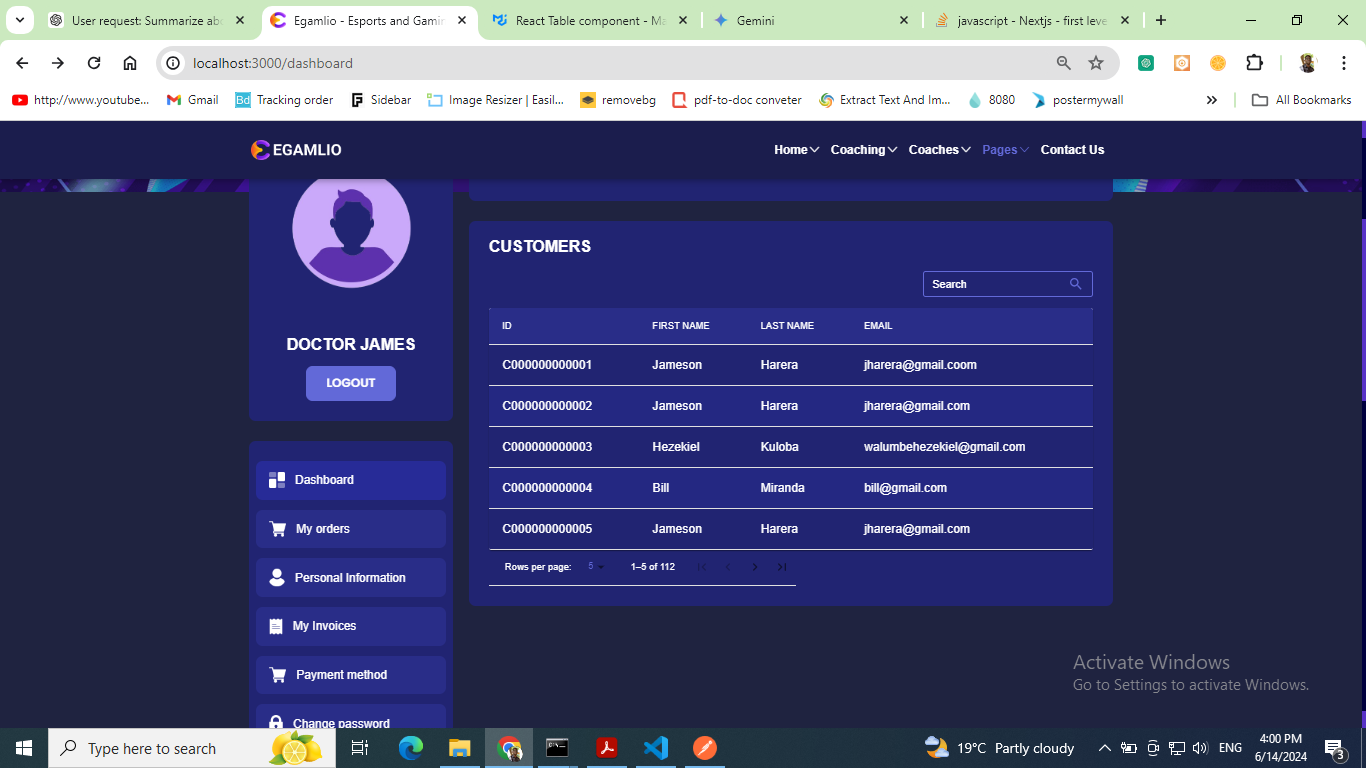 User request: Summarize abo
Egamlio - Esports and Gamin
React Table component - Ma
Gemini
javascript - Nextjs - first leve
localhost:3000/dashboard
http://www.youtube...
Gmail
Bd Tracking order
Sidebar
Image Resizer | Easil...
removebg
pdf-to-doc conveter
Extract Text And Im...
8080
postermywall
All Bookmarks
EGAMLIO
Home
Coaching
Coaches
Pages
Contact Us
DOCTOR JAMES
LOGOUT
Dashboard
My orders
Personal Information
My Invoices
Payment method
Change password
CUSTOMERS
Search
ID FIRST NAME LAST NAME EMAIL
C000000000001 Jameson Harera jharera@gmail.coom
C000000000002 Jameson Harera jharera@gmail.com
C000000000003 Hezekiel Kuloba walumbehezekiel@gmail.com
C000000000004 Bill Miranda bill@gmail.com
C000000000005 Jameson Harera jharera@gmail.com
Rows per page: 5 1–5 of 112
Activate Windows
Go to Settings to activate Windows.
Type here to search
19°C Partly cloudy
ENG
4:00 PM
6/14/2024
3